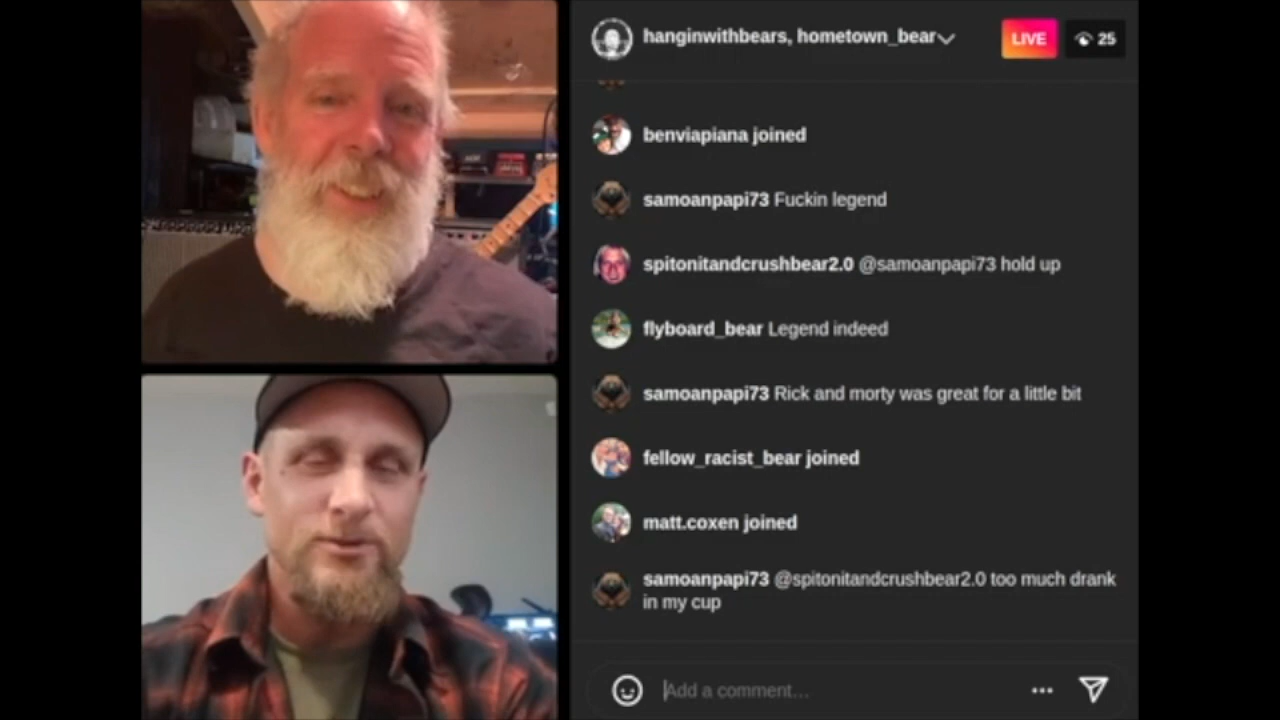 hanginwithbears, hometown_bear
LIVE
25
benviapiana joined
samoanpapi73 Fuckin legend
spitonitandcrushbear2.0 @samoanpapi73 hold up
flyboard_bear Legend indeed
samoanpapi73 Rick and morty was great for a little bit
fellow_racist_bear joined
matt.coxen joined
samoanpapi73 @spitonitandcrushbear2.0 too much drank
in my cup
Add a comment...